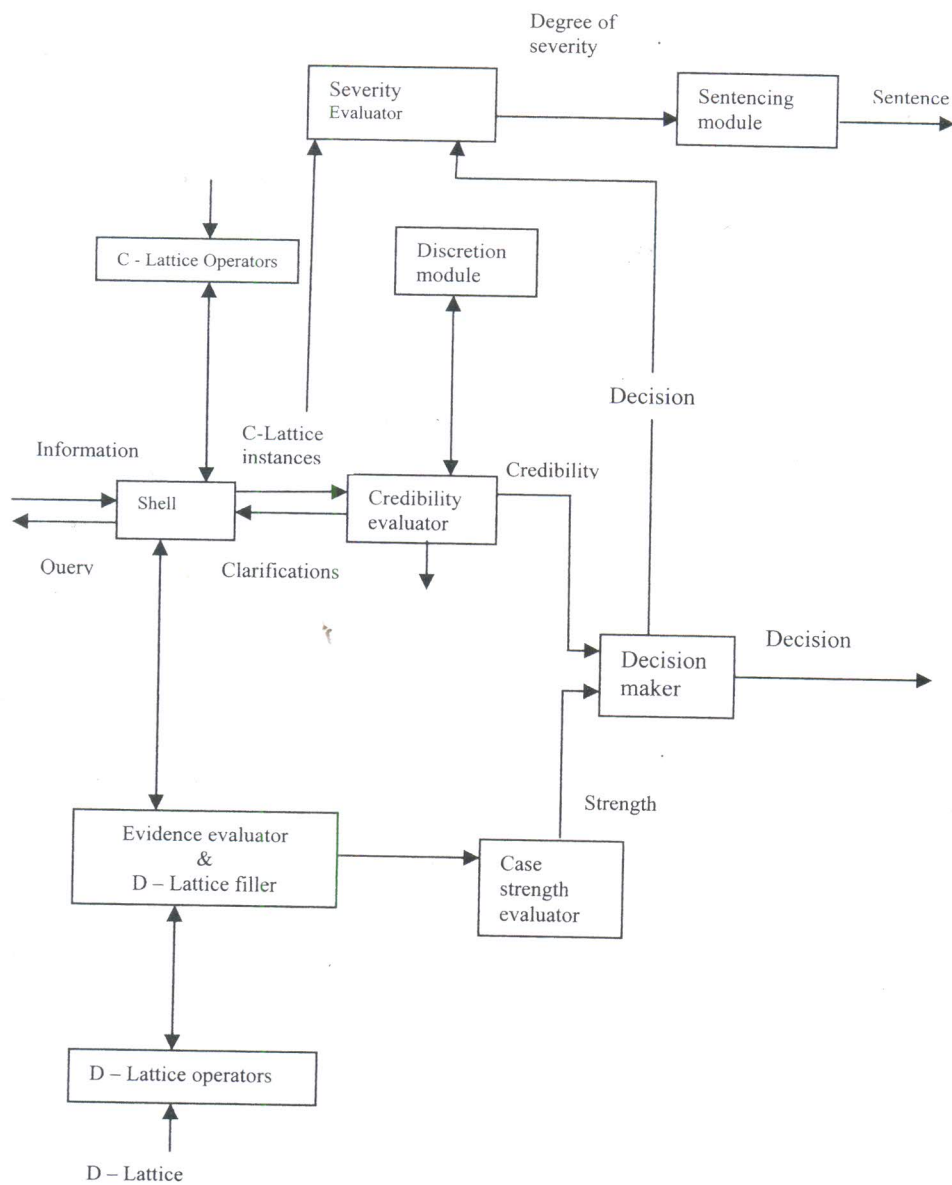 Degree of
severity
Severity
Evaluator
Sentencing
module
Sentence
C - Lattice Operators
Discretion
module
Decision
Information
C-Lattice
instances
Credibility
Shell
Credibility
evaluator
Ouerv
Clarifications
Decision
maker
Decision
Strength
Evidence evaluator
&
D – Lattice filler
Case
strength
evaluator
D – Lattice operators
D – Lattice